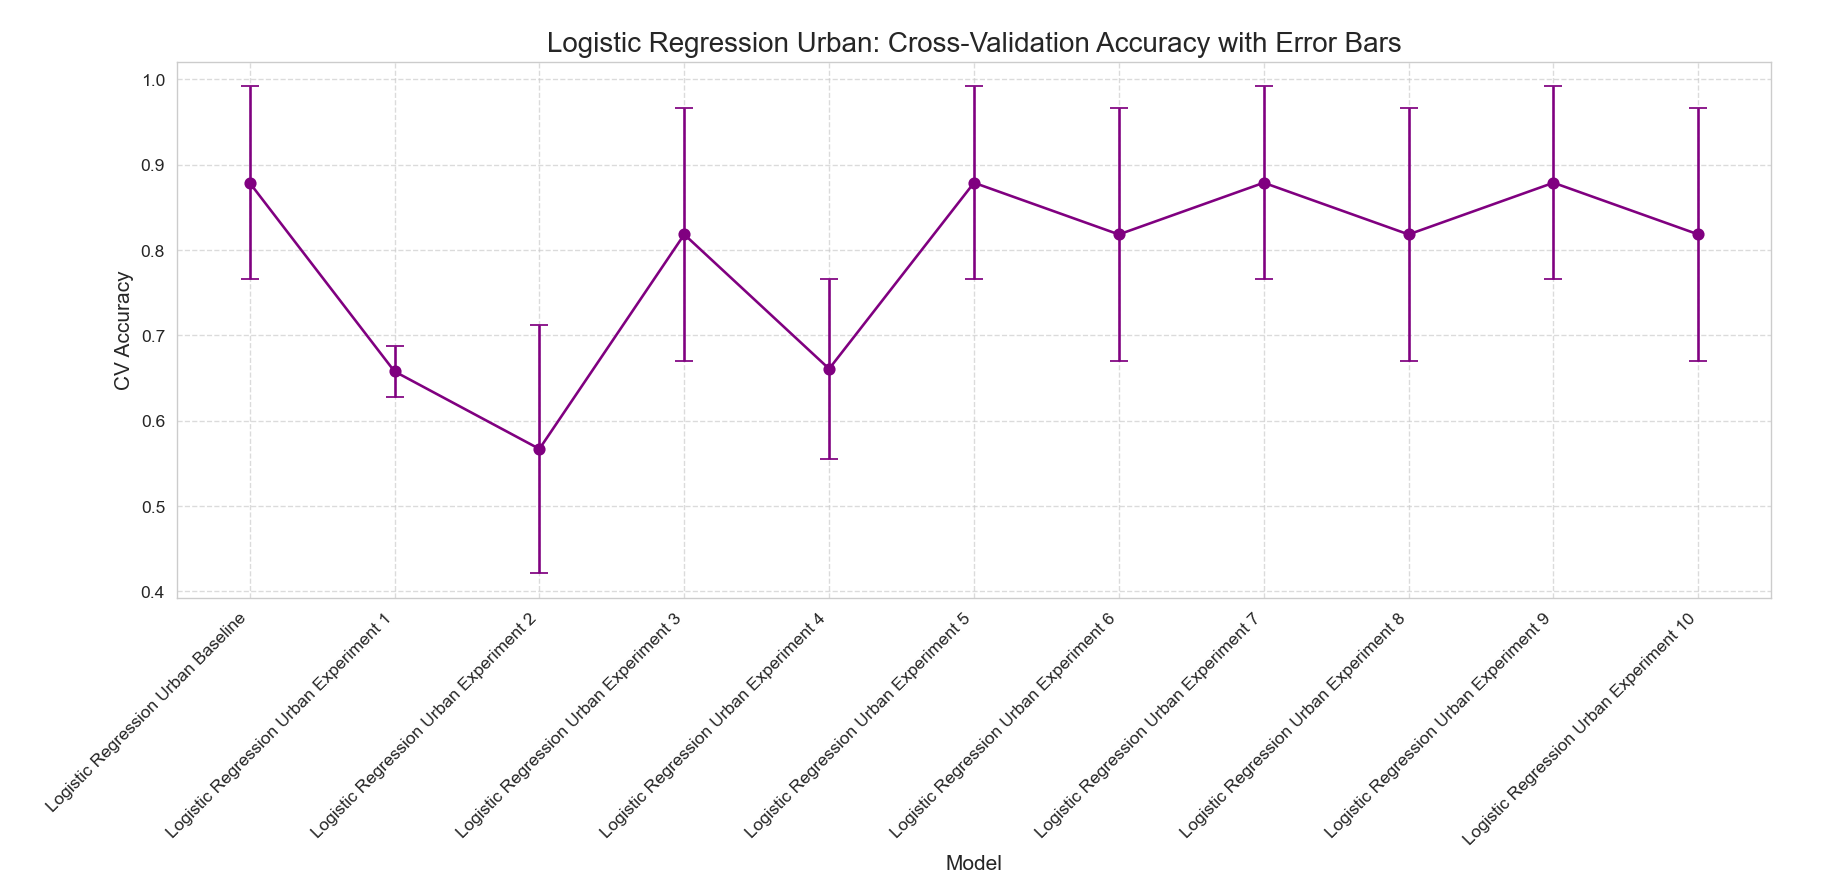 Logistic Regression Urban: Cross-Validation Accuracy with Error Bars
CV Accuracy
1.0
0.9
0.8
0.7
0.6
0.5
0.4
Logistic Regression Urban Baseline
Logistic Regression Urban Experiment 1
Logistic Regression Urban Experiment 2
Logistic Regression Urban Experiment 3
Logistic Regression Urban Experiment 4
Logistic Regression Urban Experiment 5
Logistic Regression Urban Experiment 6
Logistic Regression Urban Experiment 7
Logistic Regression Urban Experiment 8
Logistic Regression Urban Experiment 9
Logistic Regression Urban Experiment 10
Model